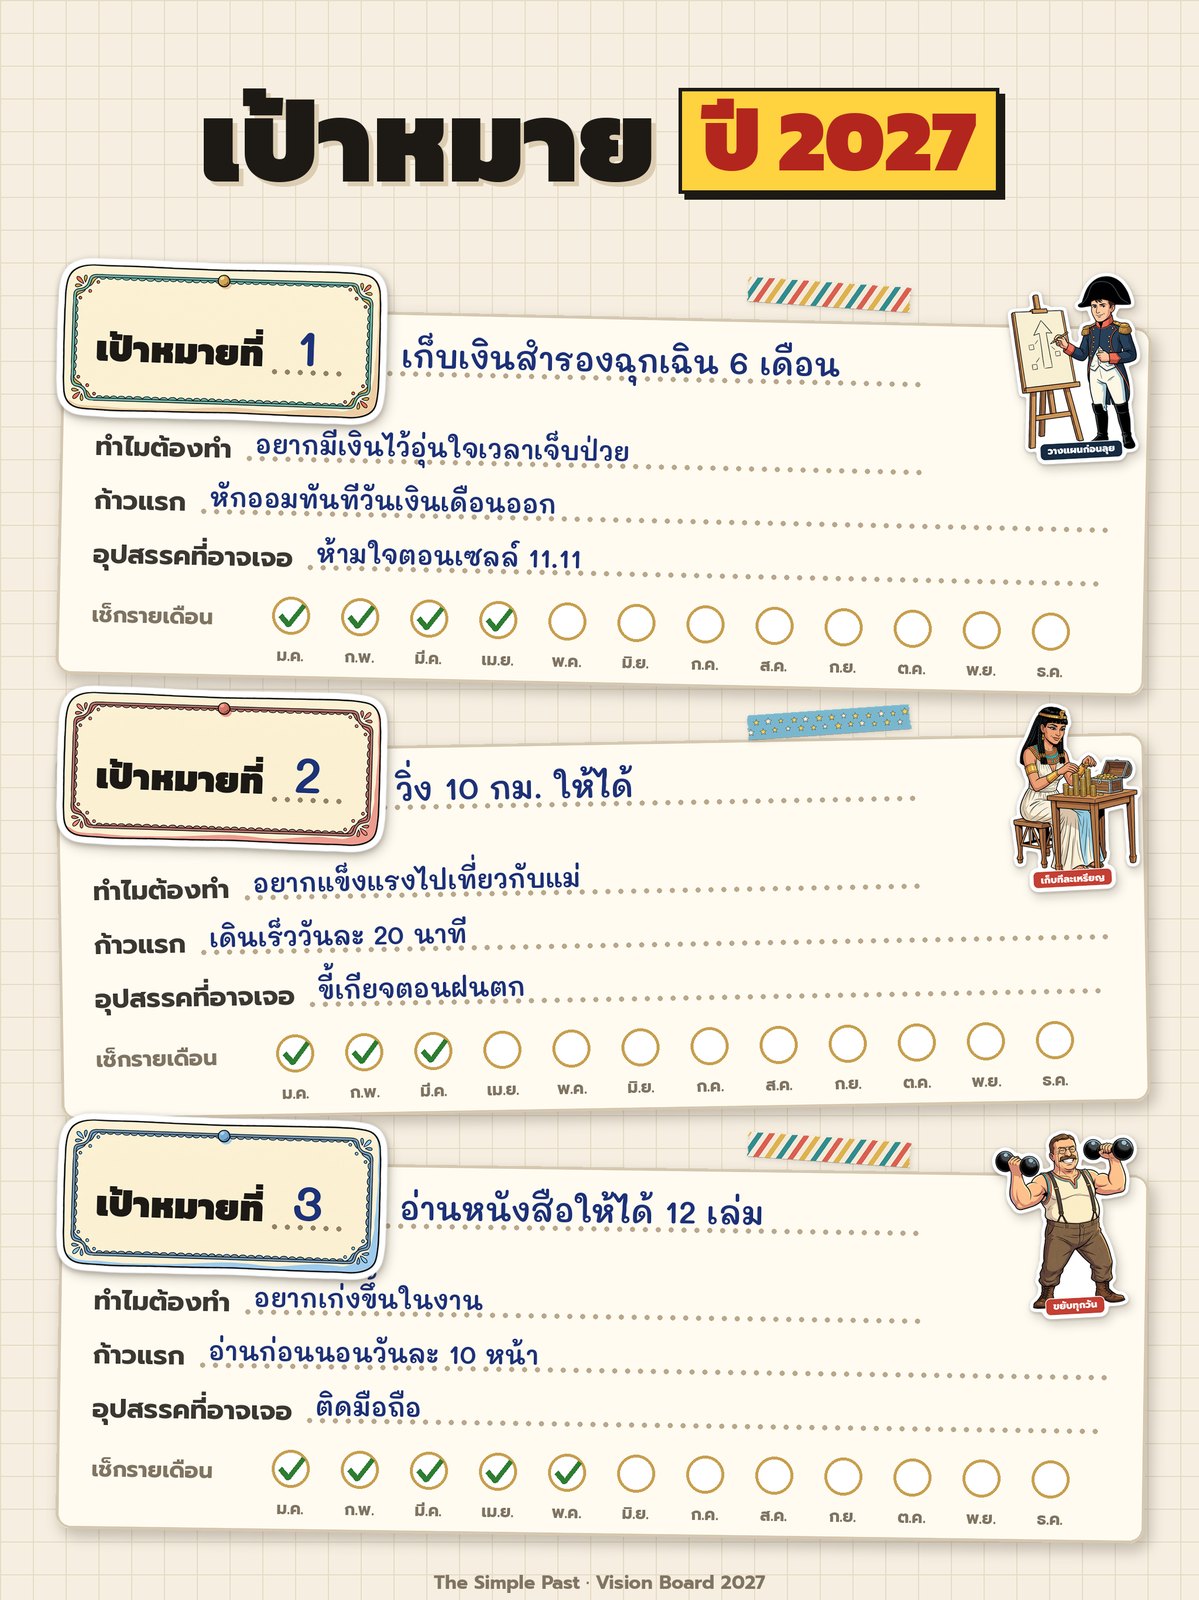 เป้าหมาย ปี 2027
เป้าหมายที่ 1
เก็บเงินสำรองฉุกเฉิน 6 เดือน
วางแผนก่อนลุย
ทำไมต้องทำ อยากมีเงินไว้อุ่นใจเวลาเจ็บป่วย
ก้าวแรก หักออมทันทีวันเงินเดือนออก
อุปสรรคที่อาจเจอ ห้ามใจตอนเซลล์ 11.11
เช็กรายเดือน
ม.ค. ก.พ. มี.ค. เม.ย. พ.ค. มิ.ย. ก.ค. ส.ค. ก.ย. ต.ค. พ.ย. ธ.ค.
เป้าหมายที่ 2
วิ่ง 10 กม. ให้ได้
เก็บทีละเหรียญ
ทำไมต้องทำ อยากแข็งแรงไปเที่ยวกับแม่
ก้าวแรก เดินเร็ววันละ 20 นาที
อุปสรรคที่อาจเจอ ขี้เกียจตอนฝนตก
เช็กรายเดือน
ม.ค. ก.พ. มี.ค. เม.ย. พ.ค. มิ.ย. ก.ค. ส.ค. ก.ย. ต.ค. พ.ย. ธ.ค.
เป้าหมายที่ 3
อ่านหนังสือให้ได้ 12 เล่ม
ขยับทุกวัน
ทำไมต้องทำ อยากเก่งขึ้นในงาน
ก้าวแรก อ่านก่อนนอนวันละ 10 หน้า
อุปสรรคที่อาจเจอ ติดมือถือ
เช็กรายเดือน
ม.ค. ก.พ. มี.ค. เม.ย. พ.ค. มิ.ย. ก.ค. ส.ค. ก.ย. ต.ค. พ.ย. ธ.ค.
The Simple Past · Vision Board 2027